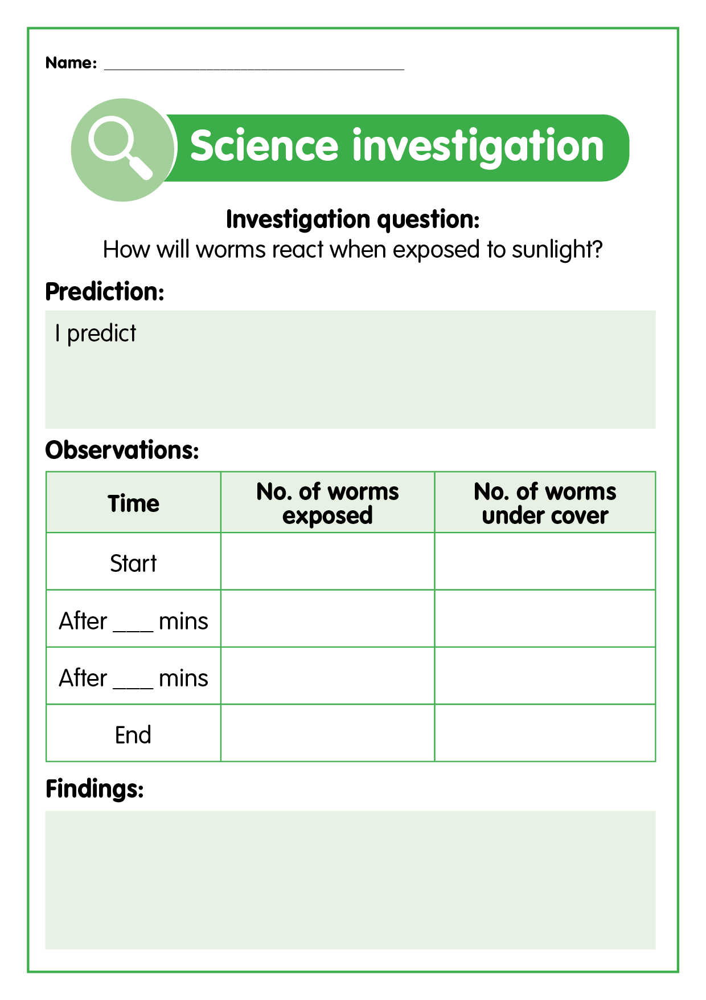 Name: ______________________________
Science investigation
Investigation question:
How will worms react when exposed to sunlight?
Prediction:
I predict
Observations:
Time
No. of worms
exposed
No. of worms
under cover
Start
After ___ mins
After ___ mins
End
Findings: